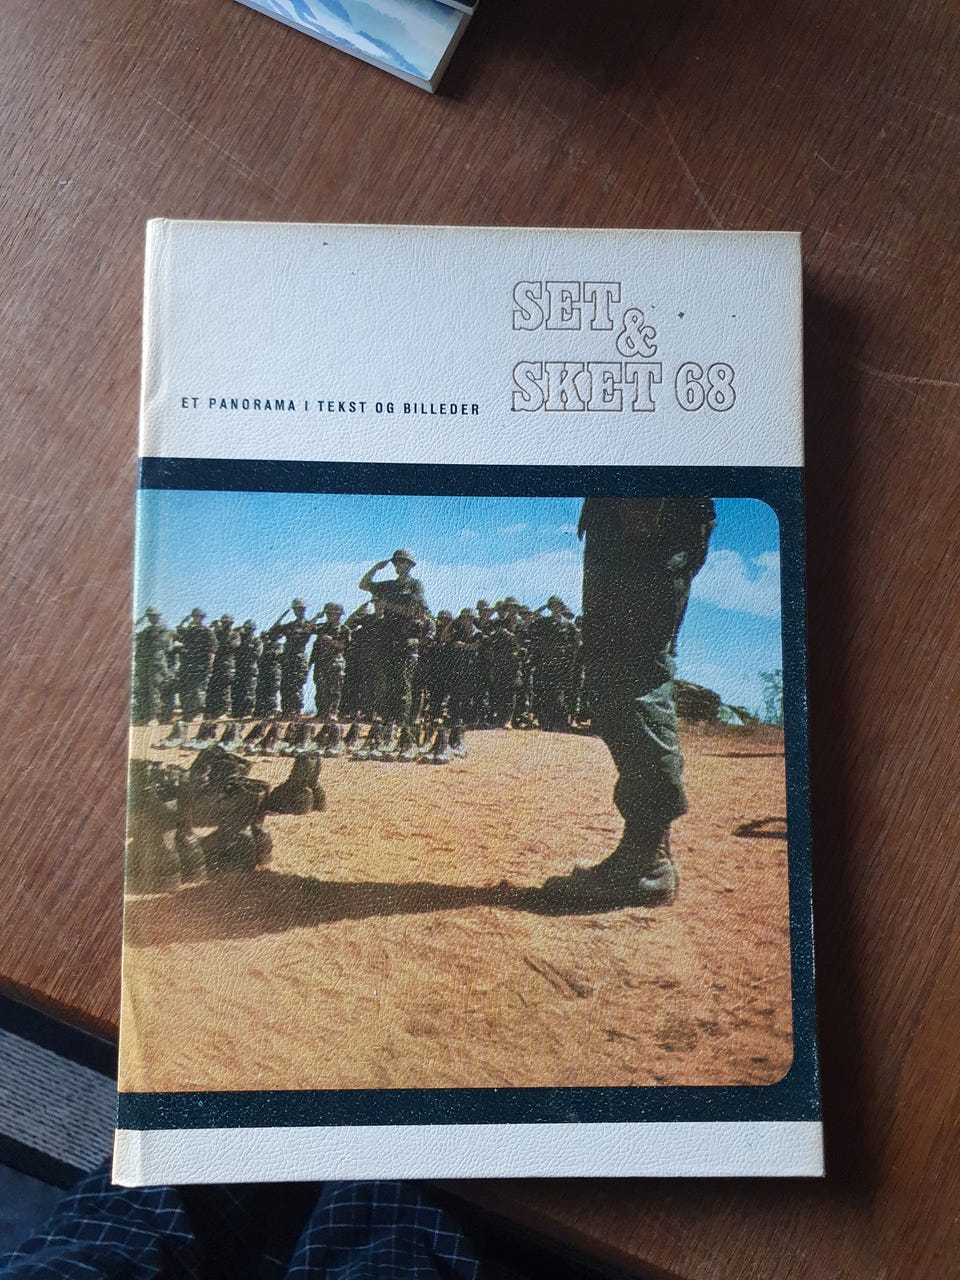 SET
&
SKET 68
ET PANORAMA I TEKST OG BILLEDER